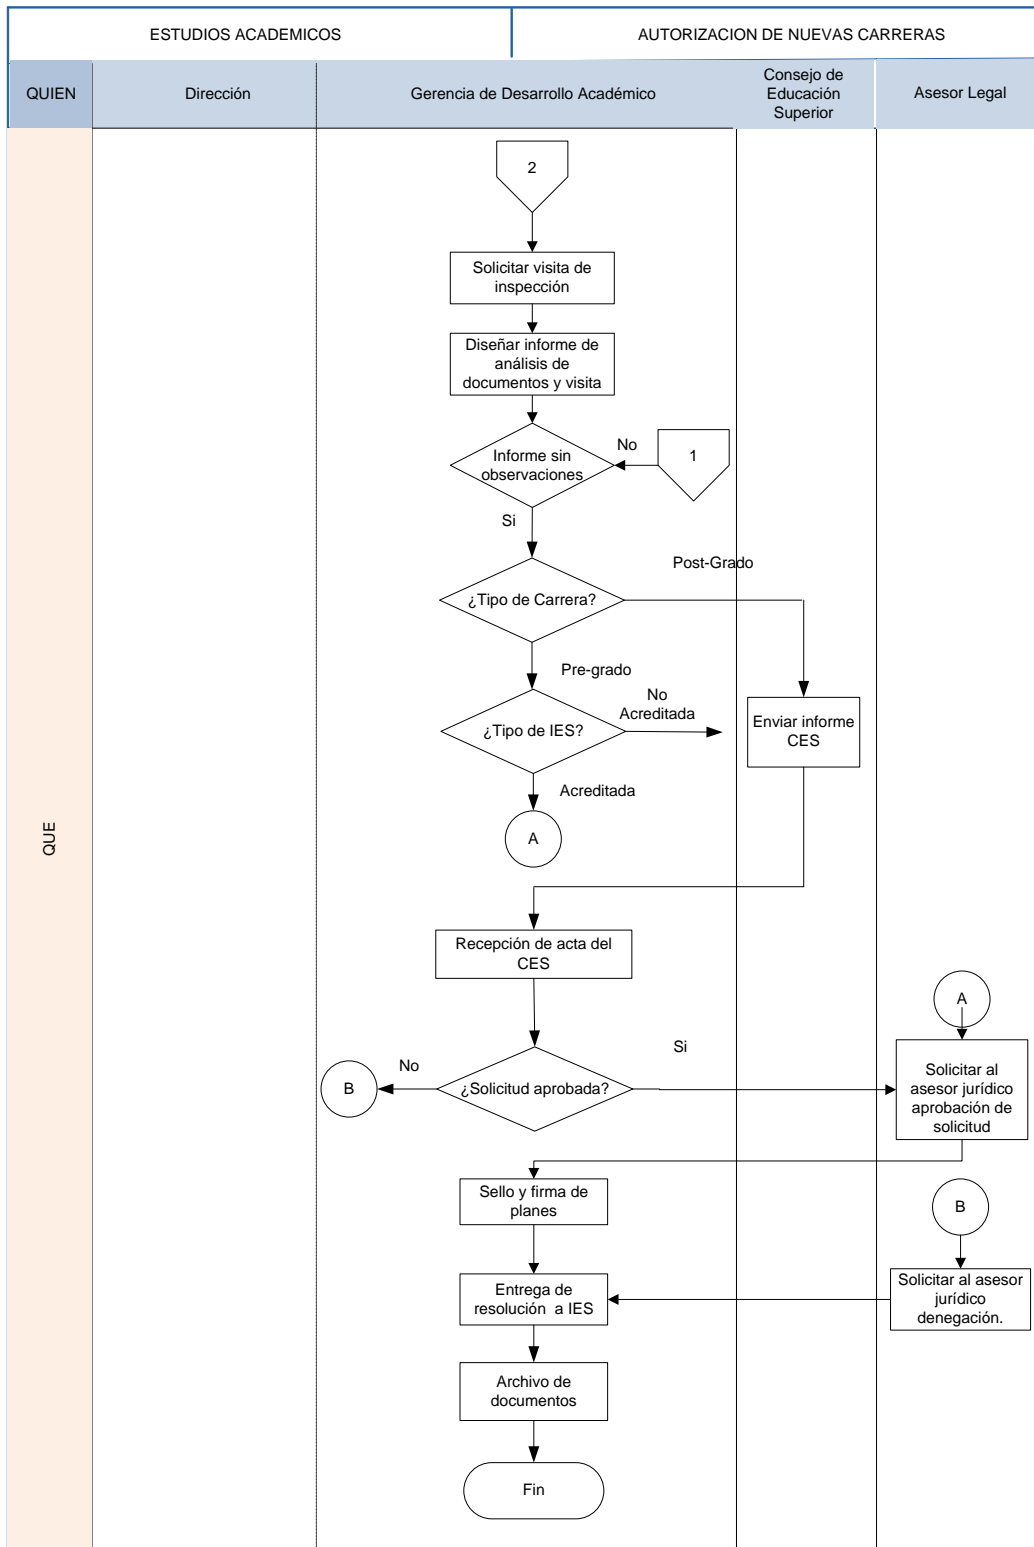 ESTUDIOS ACADEMICOS
AUTORIZACION DE NUEVAS CARRERAS
QUIEN
Dirección
Gerencia de Desarrollo Académico
Consejo de
Educación
Superior
Asesor Legal
QUE
2
Solicitar visita de
inspección
Diseñar informe de
análisis de
documentos y visita
Informe sin
observaciones
No
1
Si
Post-Grado
¿Tipo de Carrera?
Pre-grado
No
Acreditada
¿Tipo de IES?
Enviar informe
CES
Acreditada
A
Recepción de acta del
CES
A
Si
No
B
¿Solicitud aprobada?
Solicitar al
asesor jurídico
aprobación de
solicitud
Sello y firma de
planes
B
Solicitar al asesor
jurídico
denegación.
Entrega de
resolución a IES
Archivo de
documentos
Fin